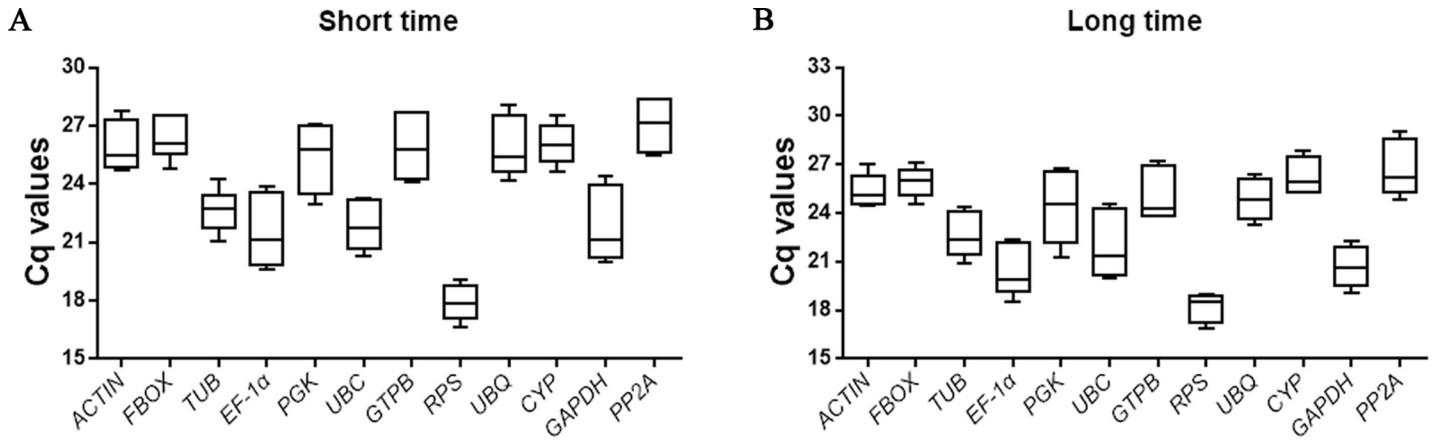 A
Short time
Cq values
30
27
24
21
18
15
ACTIN
FBOX
TUB
EF-1α
PGK
UBC
GTPB
RPS
UBQ
CYP
GAPDH
PP2A
B
Long time
Cq values
33
30
27
24
21
18
15
ACTIN
FBOX
TUB
EF-1α
PGK
UBC
GTPB
RPS
UBQ
CYP
GAPDH
PP2A